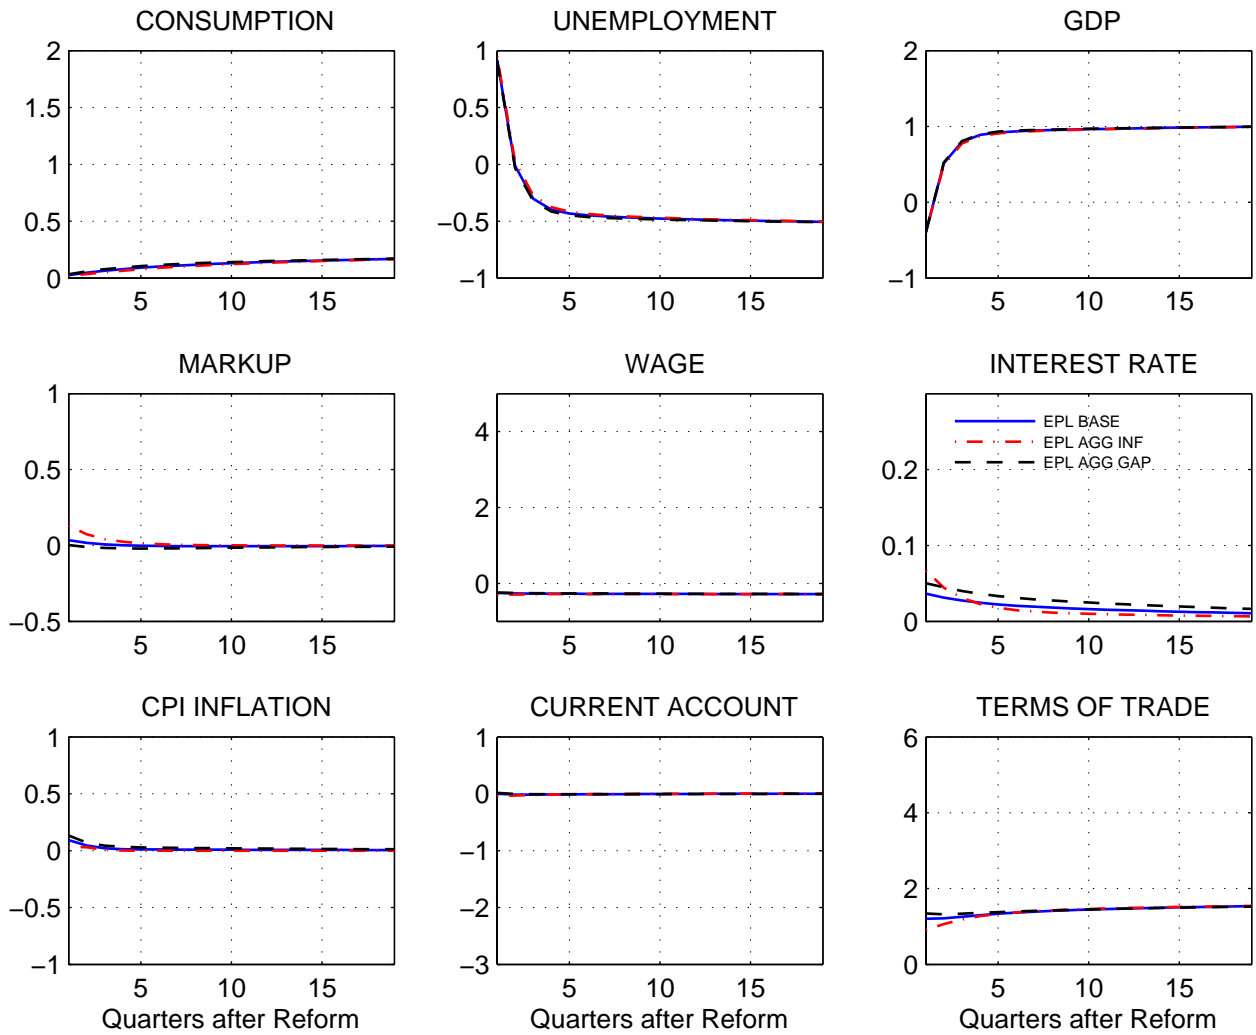 CONSUMPTION
2
1.5
1
0.5
0
5 10 15
UNEMPLOYMENT
1
0.5
0
−0.5
−1
5 10 15
GDP
2
1
0
−1
5 10 15
MARKUP
1
0.5
0
−0.5
5 10 15
WAGE
4
2
0
5 10 15
INTEREST RATE
EPL BASE
EPL AGG INF
EPL AGG GAP
0.2
0.1
0
5 10 15
CPI INFLATION
1
0.5
0
−0.5
−1
5 10 15
Quarters after Reform
CURRENT ACCOUNT
1
0
−1
−2
−3
5 10 15
Quarters after Reform
TERMS OF TRADE
6
4
2
0
5 10 15
Quarters after Reform